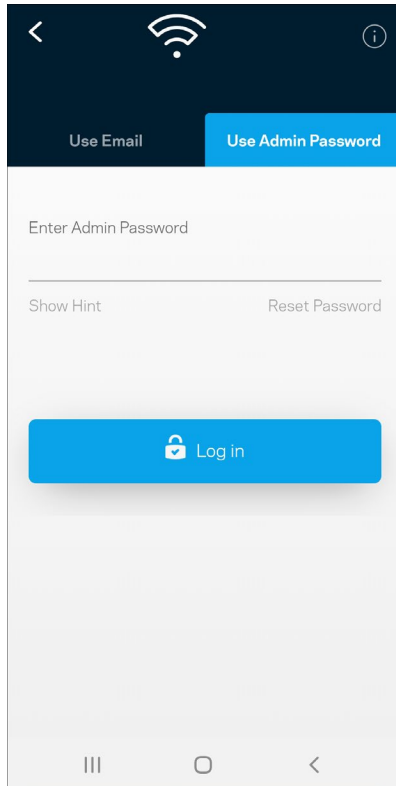 Use Email
Use Admin Password
Enter Admin Password
Show Hint
Reset Password
Log in